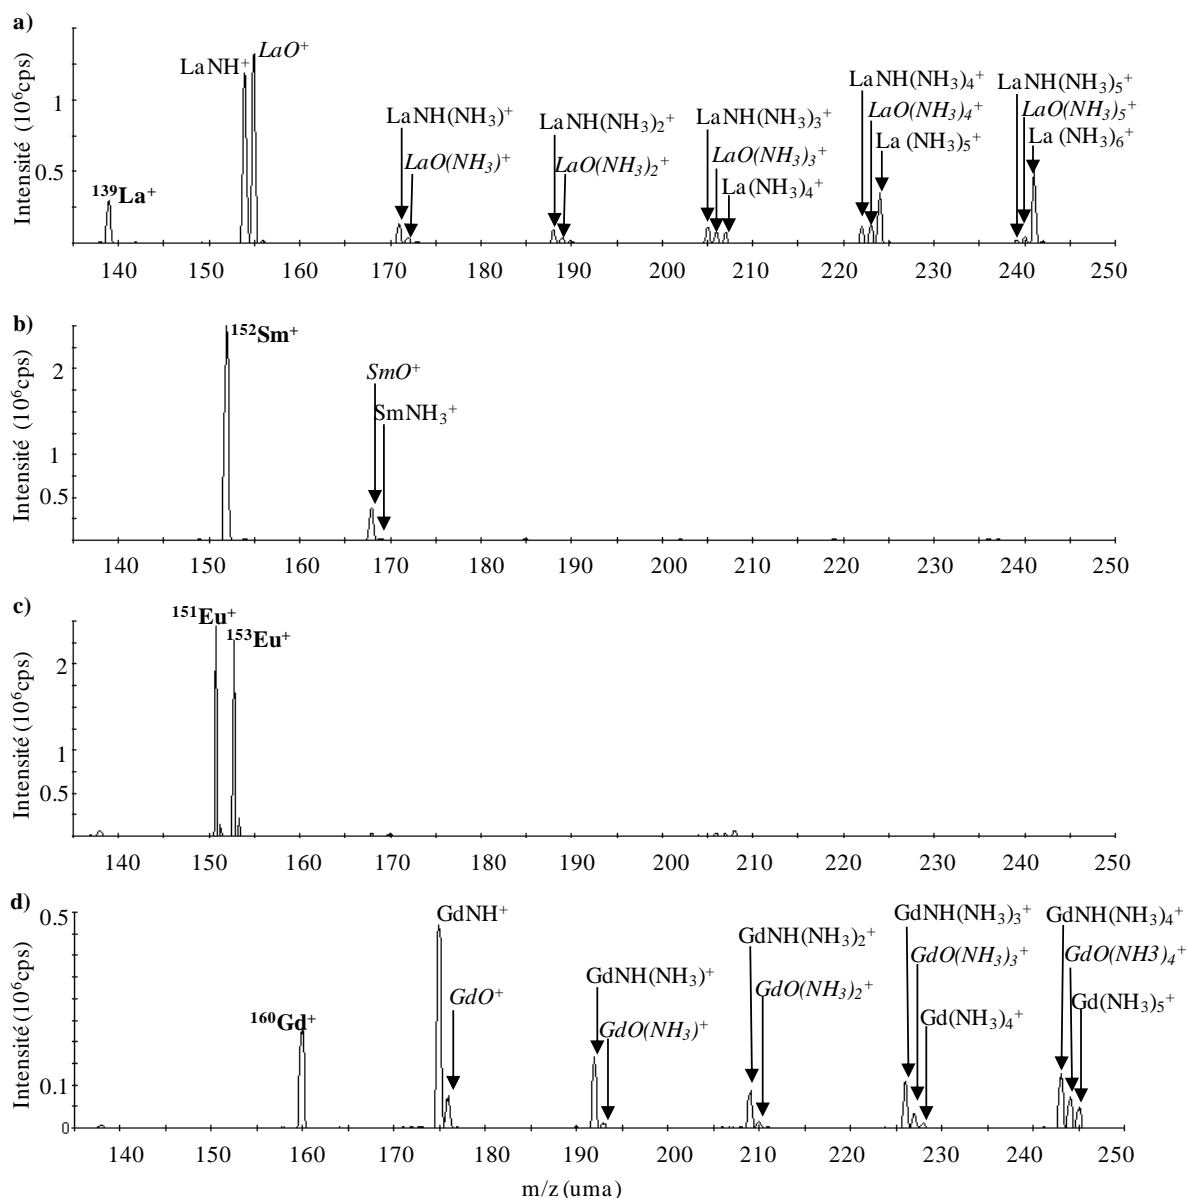 a)
Intensité (10⁶cps)
1
0.5
LaNH⁺
LaO⁺
¹³⁹La⁺
LaNH(NH₃)⁺
LaO(NH₃)⁺
LaNH(NH₃)₂⁺
LaO(NH₃)₂⁺
LaNH(NH₃)₃⁺
LaO(NH₃)₃⁺
La(NH₃)₄⁺
LaNH(NH₃)₄⁺
LaO(NH₃)₄⁺
La (NH₃)₅⁺
LaNH(NH₃)₅⁺
LaO(NH₃)₅⁺
La (NH₃)₆⁺
140 150 160 170 180 190 200 210 220 230 240 250
b)
Intensité (10⁶cps)
2
1
0.5
¹⁵²Sm⁺
SmO⁺
SmNH₃⁺
140 150 160 170 180 190 200 210 220 230 240 250
c)
Intensité (10⁶cps)
2
1
0.5
¹⁵¹Eu⁺
¹⁵³Eu⁺
140 150 160 170 180 190 200 210 220 230 240 250
d)
Intensité (10⁶cps)
0.5
0.1
0
¹⁶⁰Gd⁺
GdNH⁺
GdO⁺
GdNH(NH₃)⁺
GdO(NH₃)⁺
GdNH(NH₃)₂⁺
GdO(NH₃)₂⁺
GdNH(NH₃)₃⁺
GdO(NH₃)₃⁺
Gd(NH₃)₄⁺
GdNH(NH₃)₄⁺
GdO(NH3)₄⁺
Gd(NH₃)₅⁺
140 150 160 170 180 190 200 210 220 230 240 250
m/z (uma)